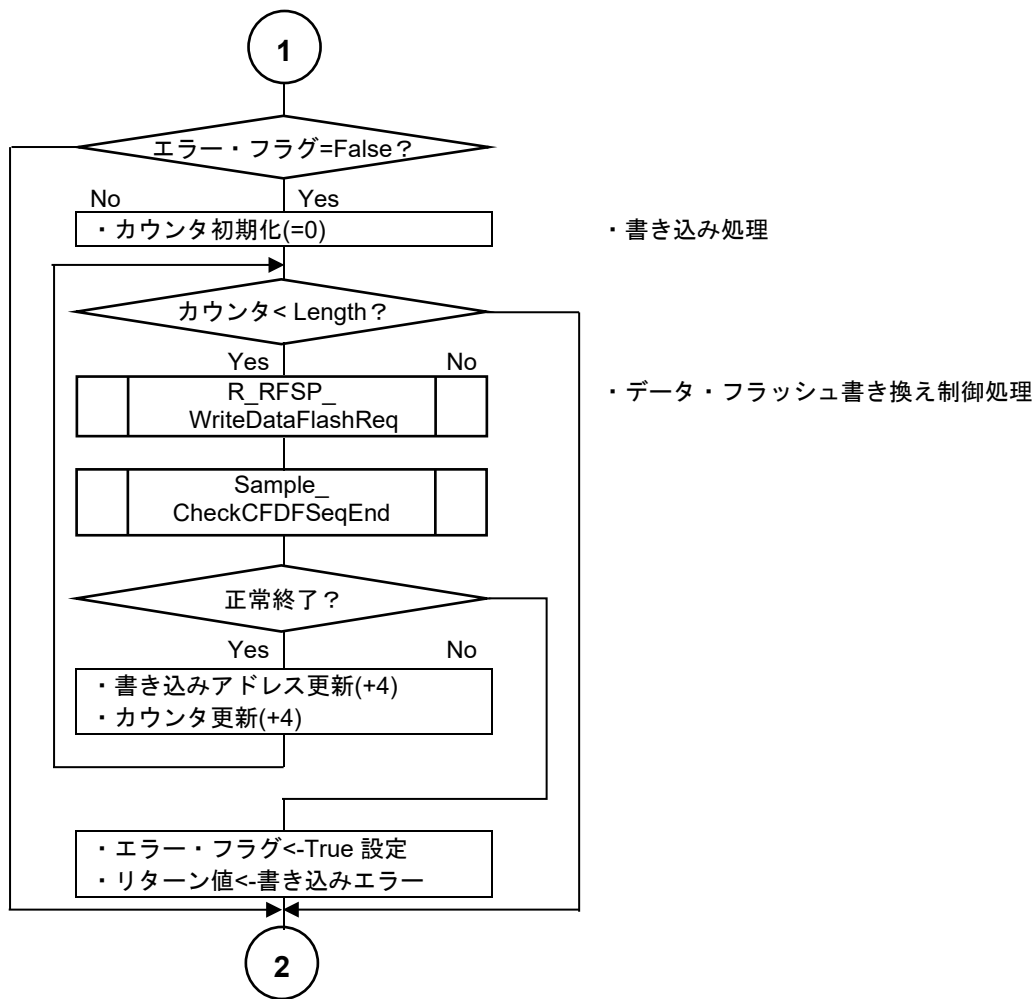 1
エラー・フラグ=False？
No
Yes
・カウンタ初期化(=0)
・書き込み処理
カウンタ< Length？
Yes
No
R_RFSP_
WriteDataFlashReq
・データ・フラッシュ書き換え制御処理
Sample_
CheckCFDFSeqEnd
正常終了？
Yes
No
・書き込みアドレス更新(+4)
・カウンタ更新(+4)
・エラー・フラグ<-True 設定
・リターン値<-書き込みエラー
2